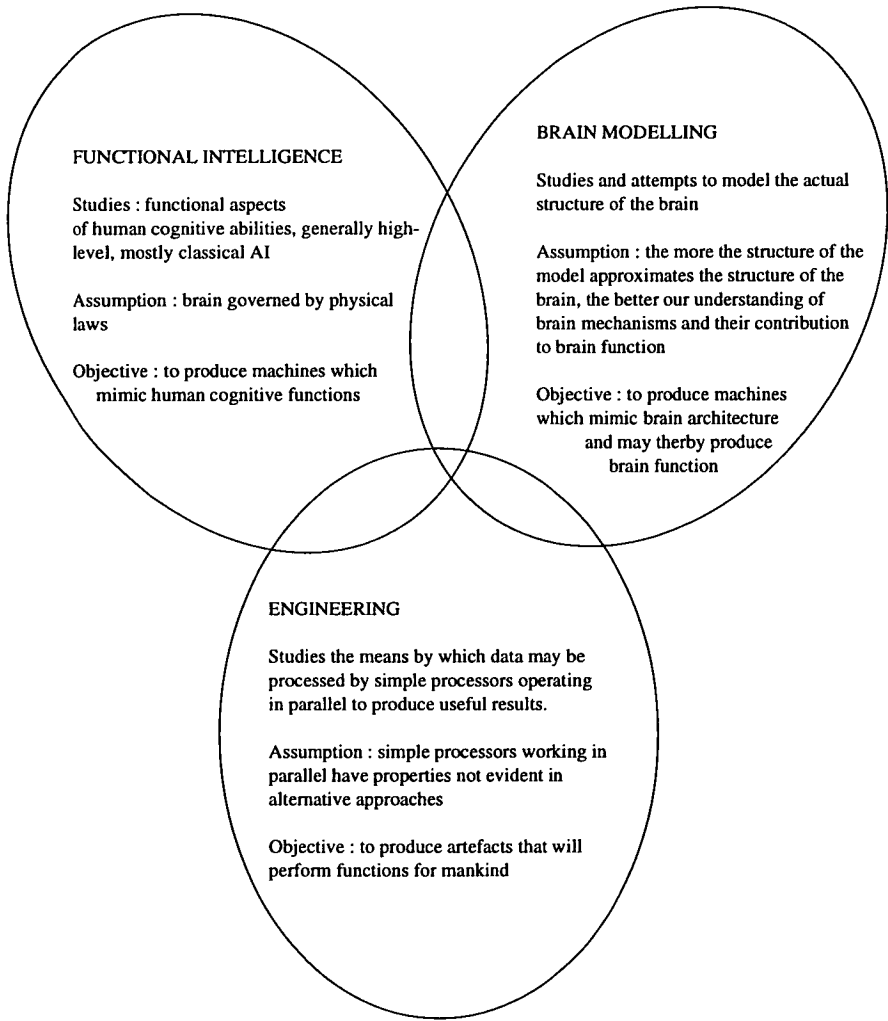 FUNCTIONAL INTELLIGENCE
Studies : functional aspects
of human cognitive abilities, generally high-
level, mostly classical AI
Assumption : brain governed by physical
laws
Objective : to produce machines which
mimic human cognitive functions
BRAIN MODELLING
Studies and attempts to model the actual
structure of the brain
Assumption : the more the structure of the
model approximates the structure of the
brain, the better our understanding of
brain mechanisms and their contribution
to brain function
Objective : to produce machines
which mimic brain architecture
and may therby produce
brain function
ENGINEERING
Studies the means by which data may be
processed by simple processors operating
in parallel to produce useful results.
Assumption : simple processors working in
parallel have properties not evident in
alternative approaches
Objective : to produce artefacts that will
perform functions for mankind